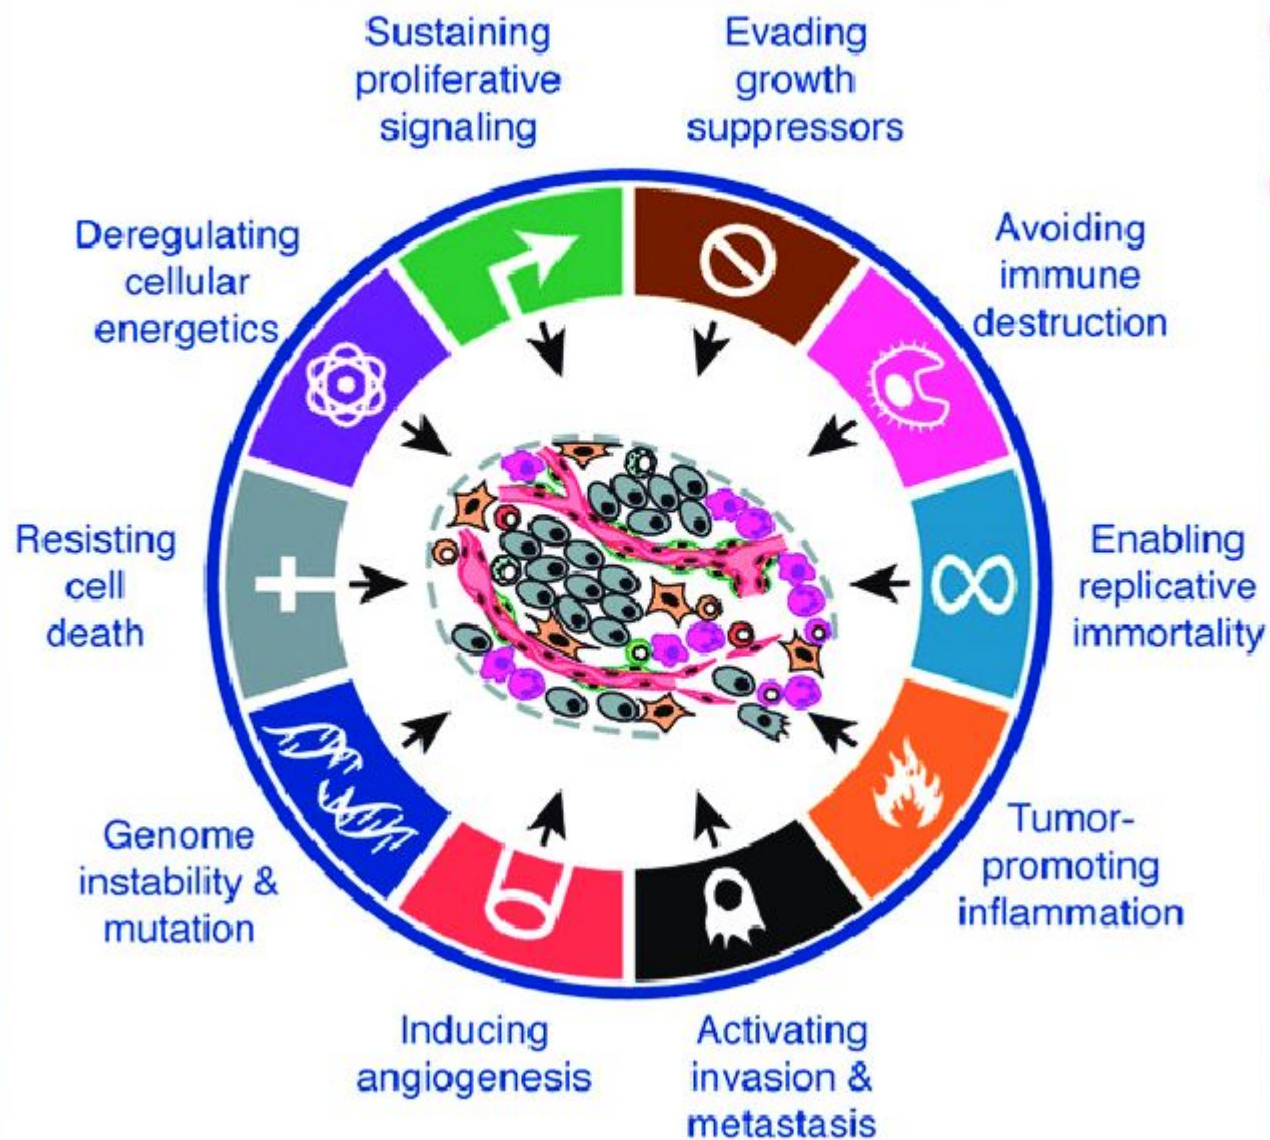 Sustaining
proliferative
signaling
Evading
growth
suppressors
Avoiding
immune
destruction
Enabling
replicative
immortality
Tumor-
promoting
inflammation
Activating
invasion &
metastasis
Inducing
angiogenesis
Genome
instability &
mutation
Resisting
cell
death
Deregulating
cellular
energetics